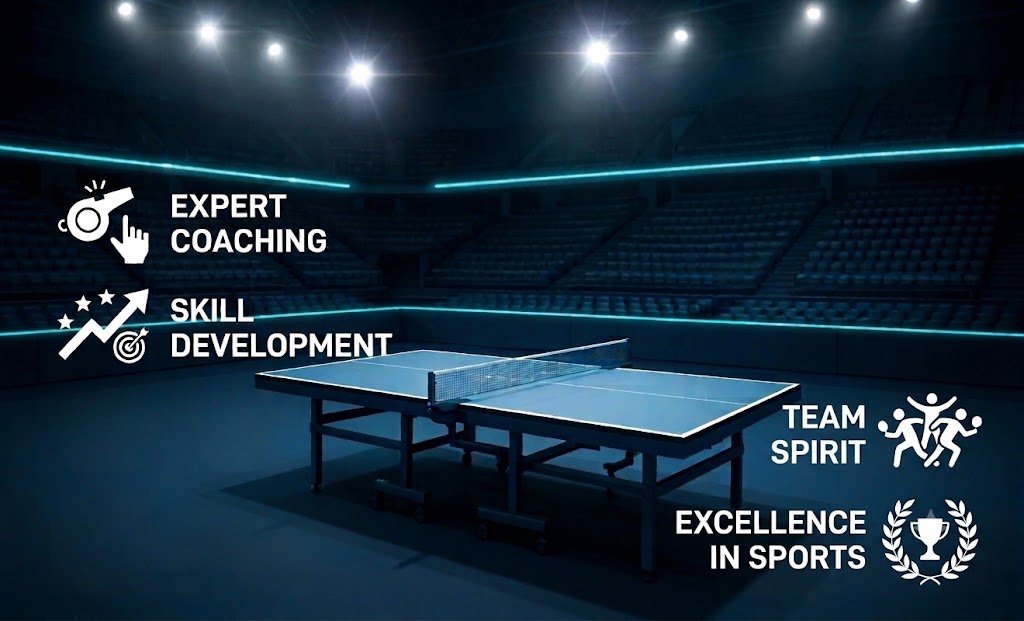 EXPERT
COACHING
SKILL
DEVELOPMENT
TEAM
SPIRIT
EXCELLENCE
IN SPORTS